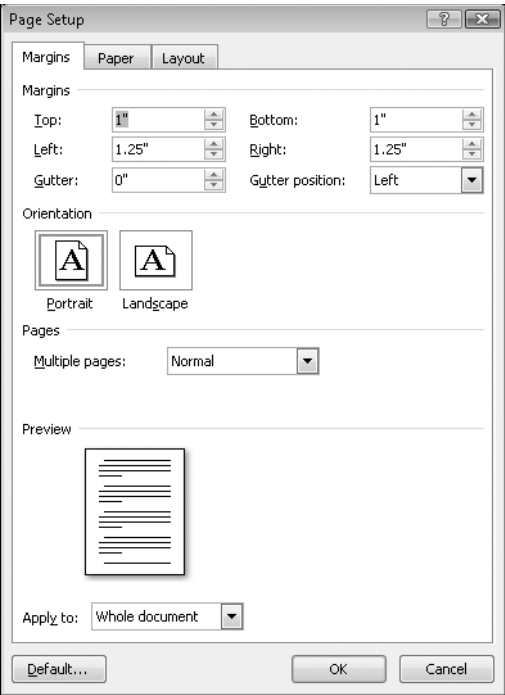 Page Setup
Margins Paper Layout
Margins
Top: 1" Bottom: 1"
Left: 1.25" Right: 1.25"
Gutter: 0" Gutter position: Left
Orientation
A A
Portrait Landscape
Pages
Multiple pages: Normal
Preview
Apply to: Whole document
Default... OK Cancel